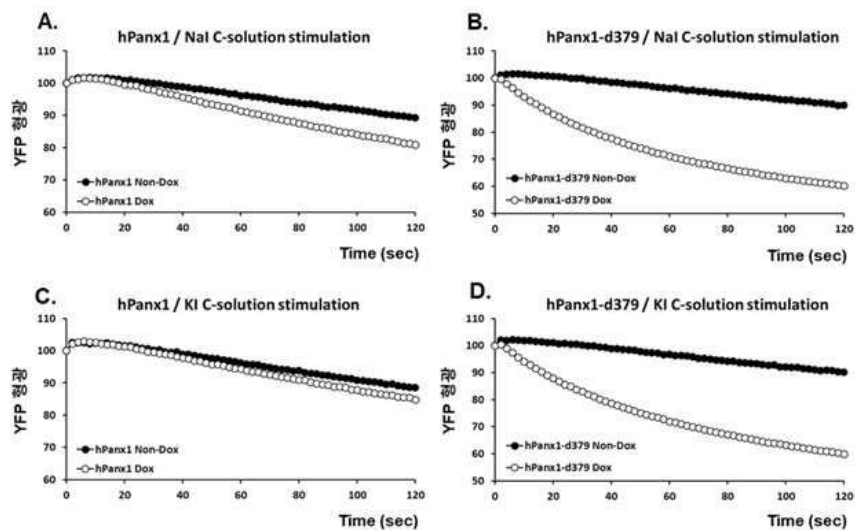 A.
hPanx1 / NaI C-solution stimulation
YFP 형광
110
100
90
80
70
60
0
20
40
60
80
100
120
hPanx1 Non-Dox
hPanx1 Dox
Time (sec)
B.
hPanx1-d379 / NaI C-solution stimulation
YFP 형광
110
100
90
80
70
60
50
0
20
40
60
80
100
120
hPanx1-d379 Non-Dox
hPanx1-d379 Dox
Time (sec)
C.
hPanx1 / KI C-solution stimulation
YFP 형광
110
100
90
80
70
60
0
20
40
60
80
100
120
hPanx1 Non-Dox
hPanx1 Dox
Time (sec)
D.
hPanx1-d379 / KI C-solution stimulation
YFP 형광
110
100
90
80
70
60
50
0
20
40
60
80
100
120
hPanx1-d379 Non-Dox
hPanx1-d379 Dox
Time (sec)